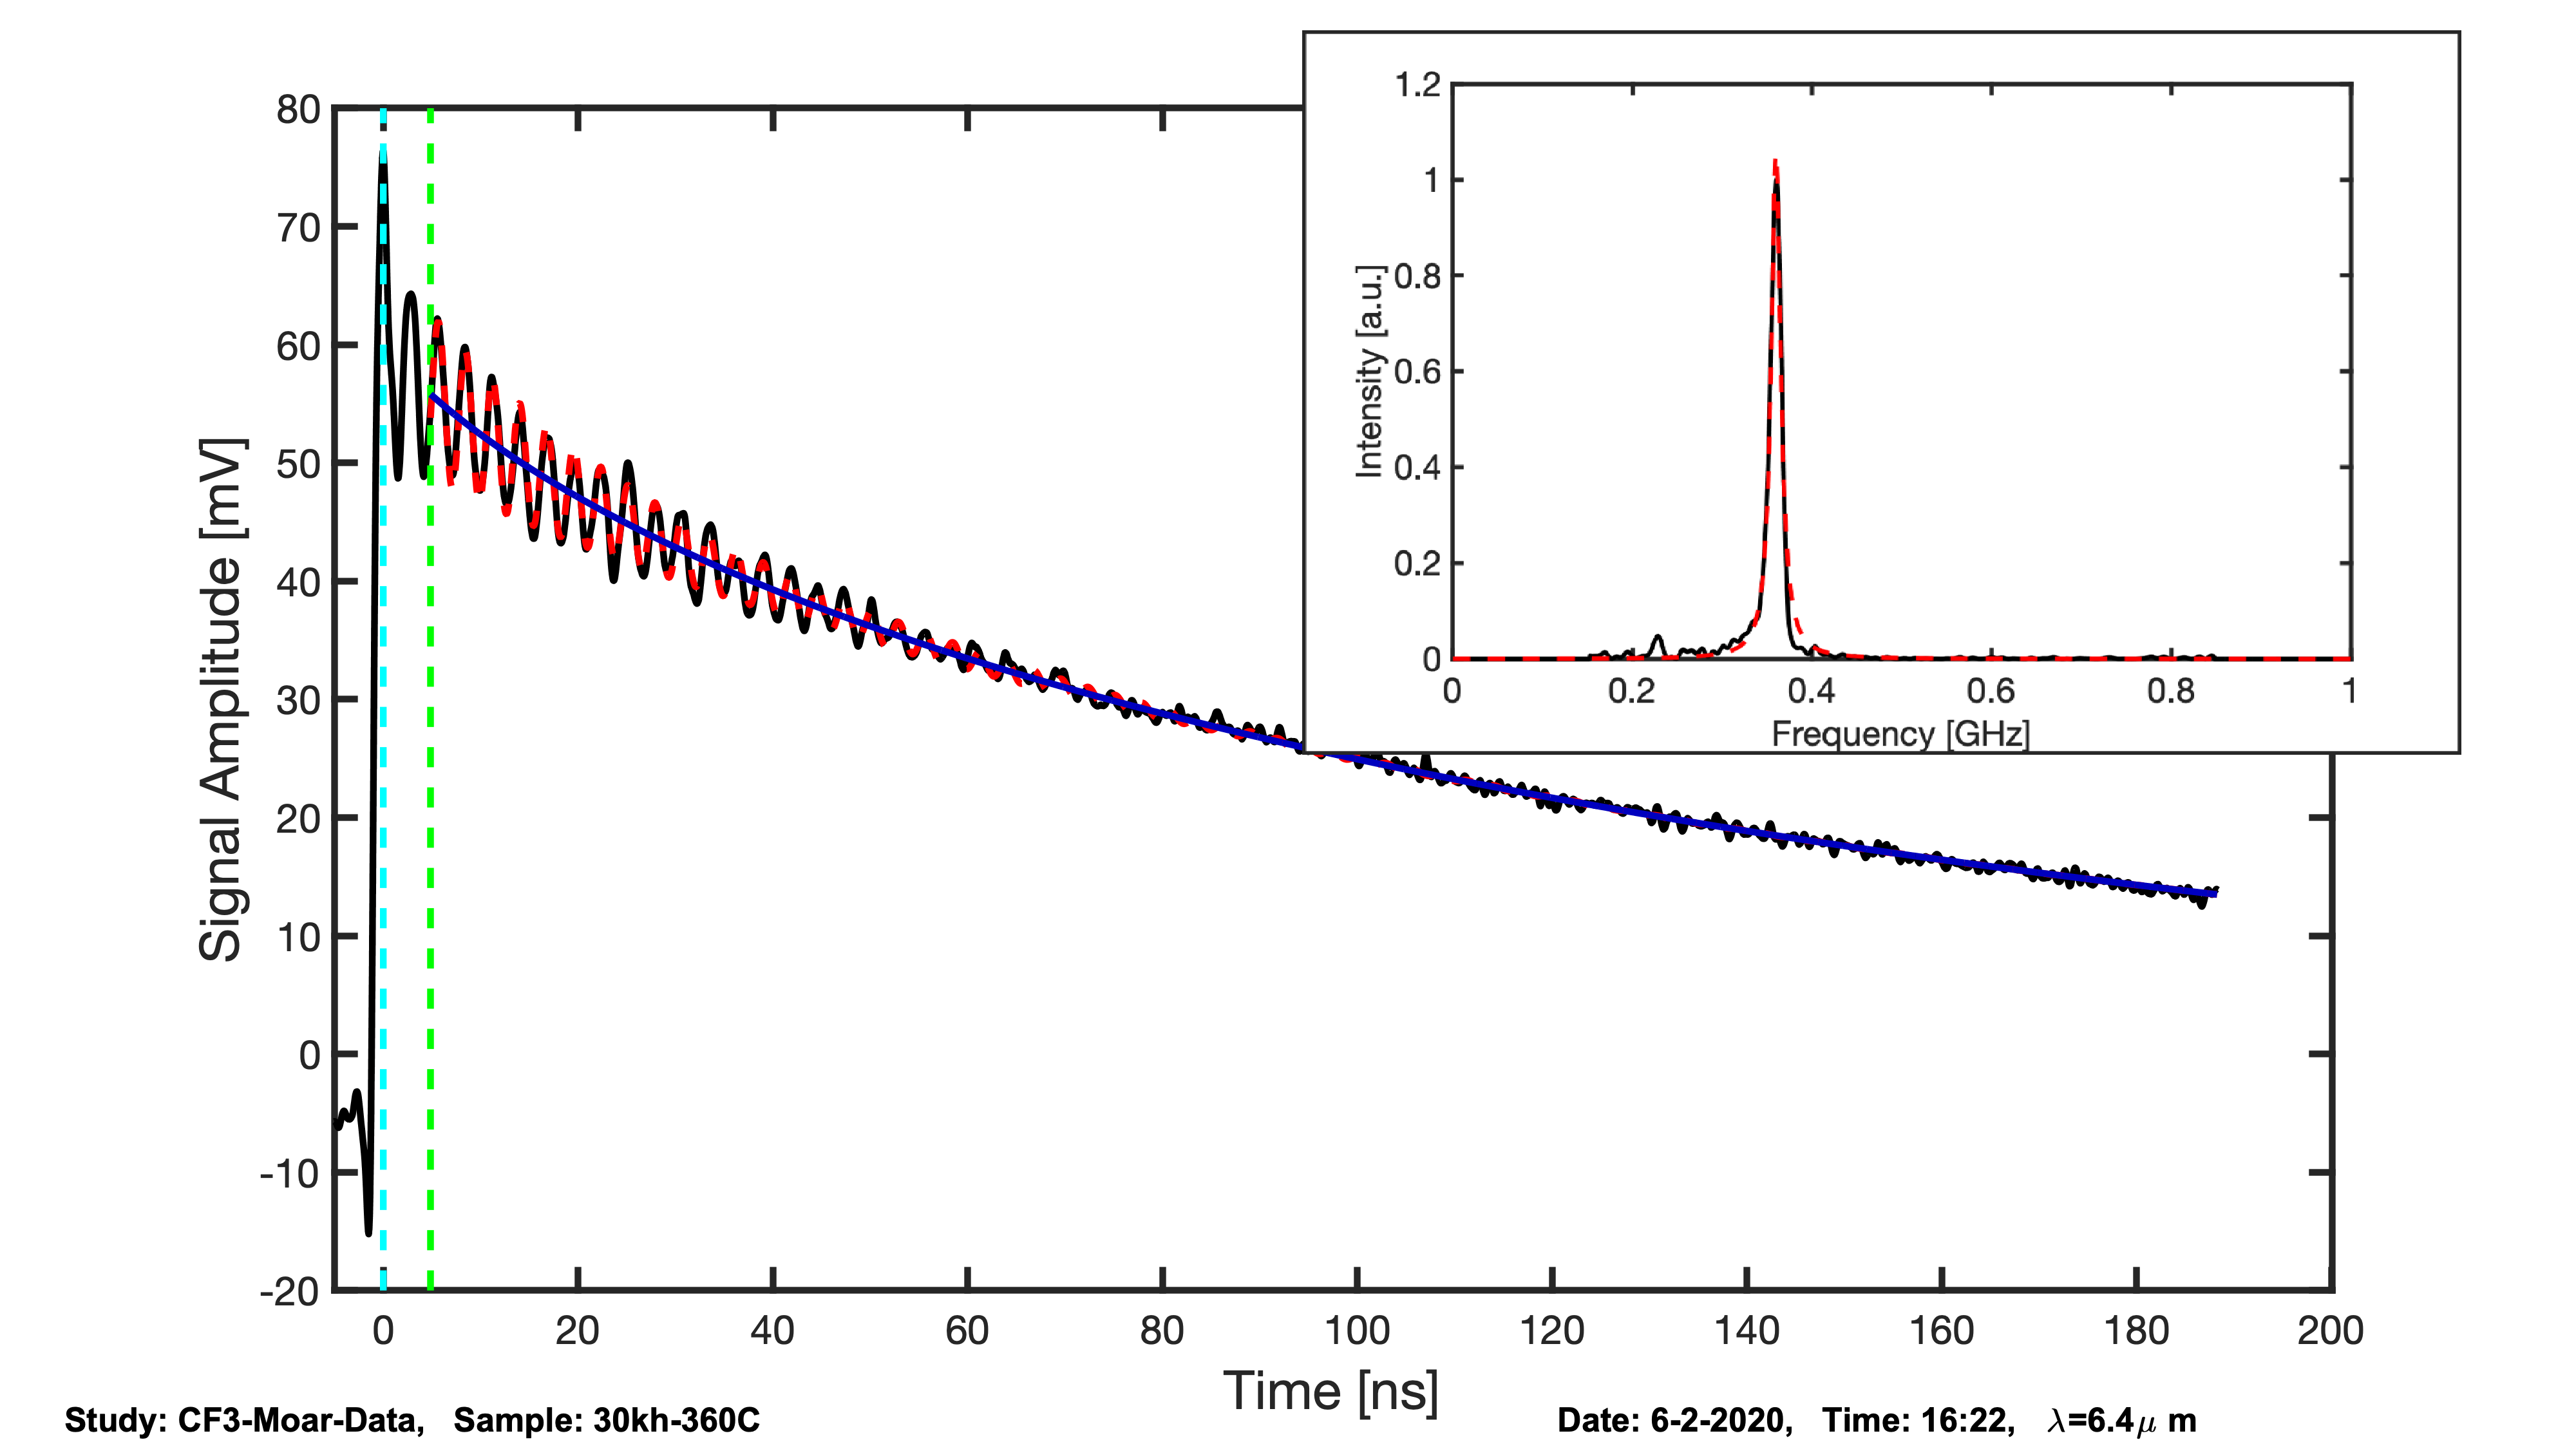 80
70
60
50
40
30
20
10
0
-10
-20
Signal Amplitude [mV]
0 20 40 60 80 100 120 140 160 180 200
Time [ns]
1.2
1
0.8
0.6
0.4
0.2
0
Intensity [a.u.]
0 0.2 0.4 0.6 0.8 1
Frequency [GHz]
Study: CF3-Moar-Data, Sample: 30kh-360C
Date: 6-2-2020, Time: 16:22, λ=6.4μ m